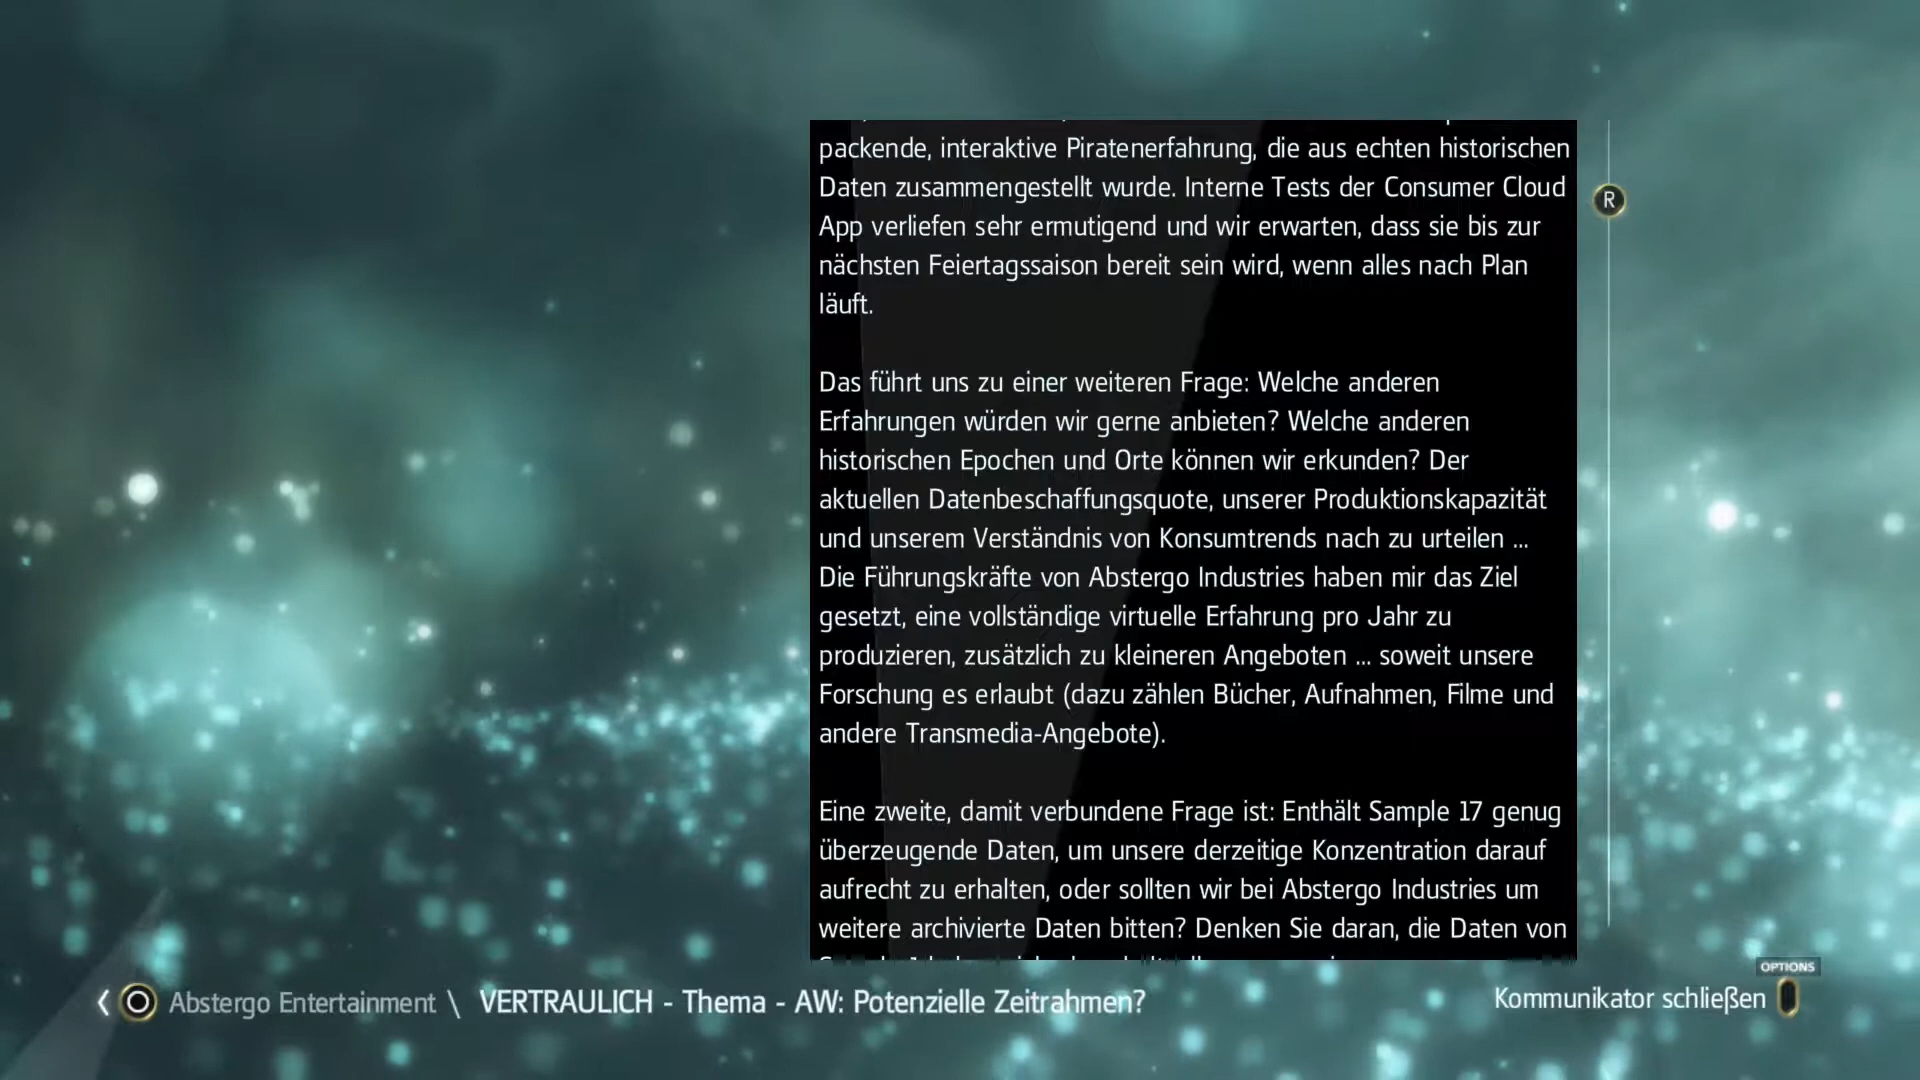 packende, interaktive Piratenerfahrung, die aus echten historischen
Daten zusammengestellt wurde. Interne Tests der Consumer Cloud
App verliefen sehr ermutigend und wir erwarten, dass sie bis zur
nächsten Feiertagssaison bereit sein wird, wenn alles nach Plan
läuft.
Das führt uns zu einer weiteren Frage: Welche anderen
Erfahrungen würden wir gerne anbieten? Welche anderen
historischen Epochen und Orte können wir erkunden? Der
aktuellen Datenbeschaffungsquote, unserer Produktionskapazität
und unserem Verständnis von Konsumtrends nach zu urteilen ...
Die Führungskräfte von Abstergo Industries haben mir das Ziel
gesetzt, eine vollständige virtuelle Erfahrung pro Jahr zu
produzieren, zusätzlich zu kleineren Angeboten ... soweit unsere
Forschung es erlaubt (dazu zählen Bücher, Aufnahmen, Filme und
andere Transmedia-Angebote).
Eine zweite, damit verbundene Frage ist: Enthält Sample 17 genug
überzeugende Daten, um unsere derzeitige Konzentration darauf
aufrecht zu erhalten, oder sollten wir bei Abstergo Industries um
weitere archivierte Daten bitten? Denken Sie daran, die Daten von
R
OPTIONS
Abstergo Entertainment \ VERTRAULICH - Thema - AW: Potenzielle Zeitrahmen?
Kommunikator schließen